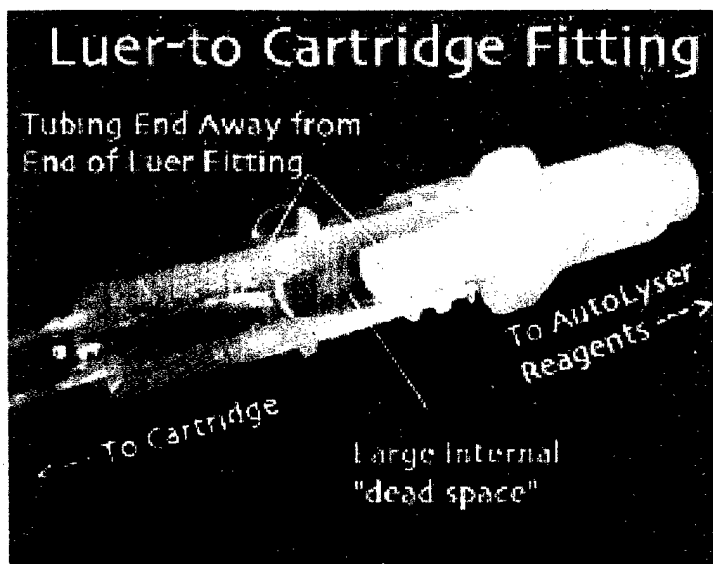 Luer-to Cartridge Fitting
Tubing End Away from
End of Luer Fitting
To AutoLyser
Reagents --->
<--- To Cartridge
Large Internal
"dead space"